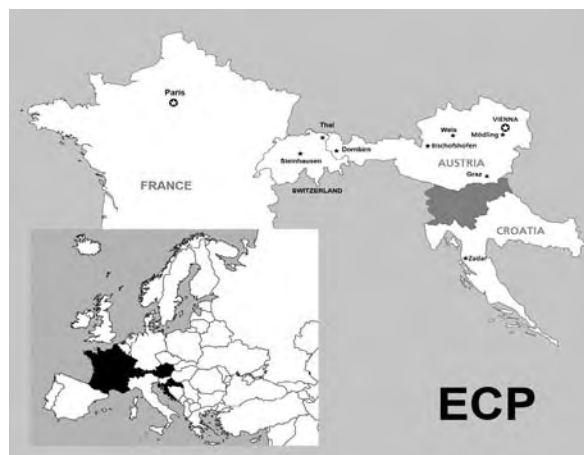 Paris
FRANCE
Thal
Steinhausen
Dornbirn
SWITZERLAND
VIENNA
Wels
Mödling
Bischofshofen
AUSTRIA
Graz
CROATIA
Zadar
ECP